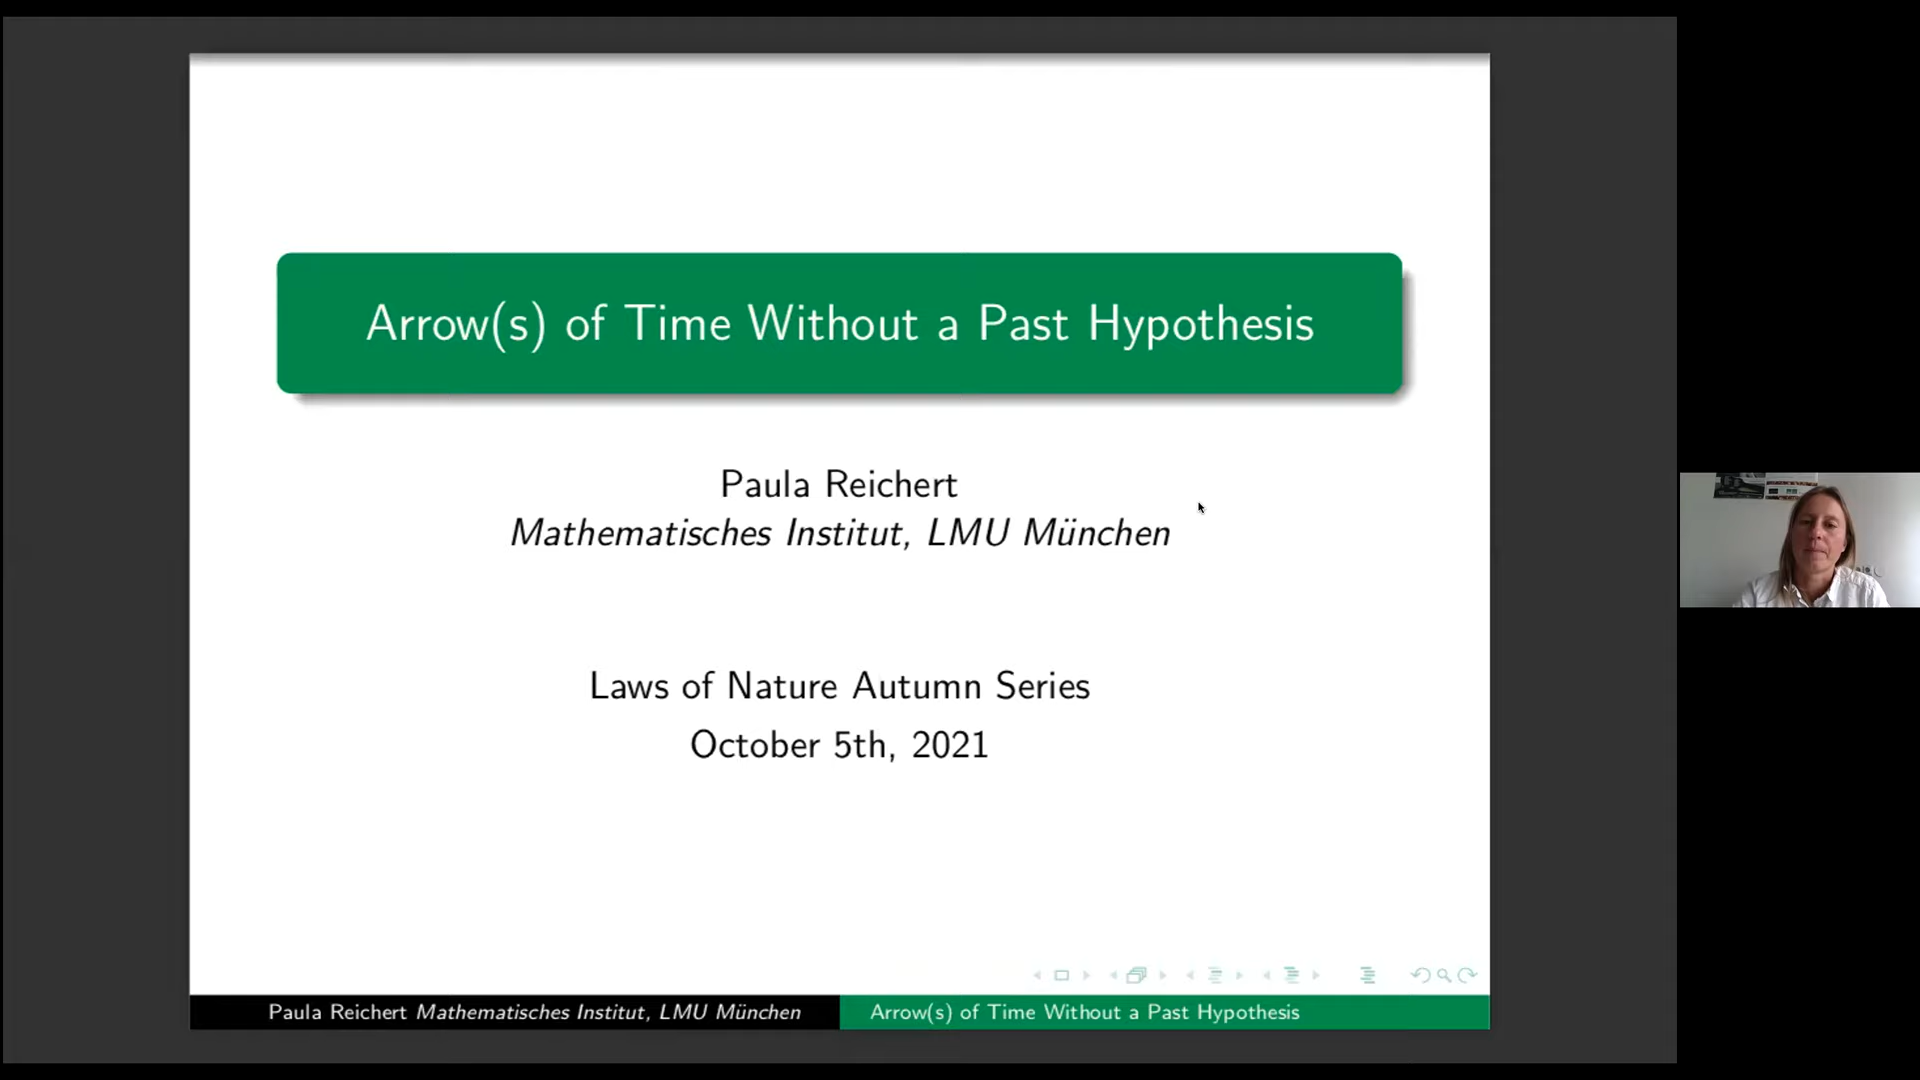 Arrow(s) of Time Without a Past Hypothesis
Paula Reichert
Mathematisches Institut, LMU München
Laws of Nature Autumn Series
October 5th, 2021
Paula Reichert Mathematisches Institut, LMU München
Arrow(s) of Time Without a Past Hypothesis